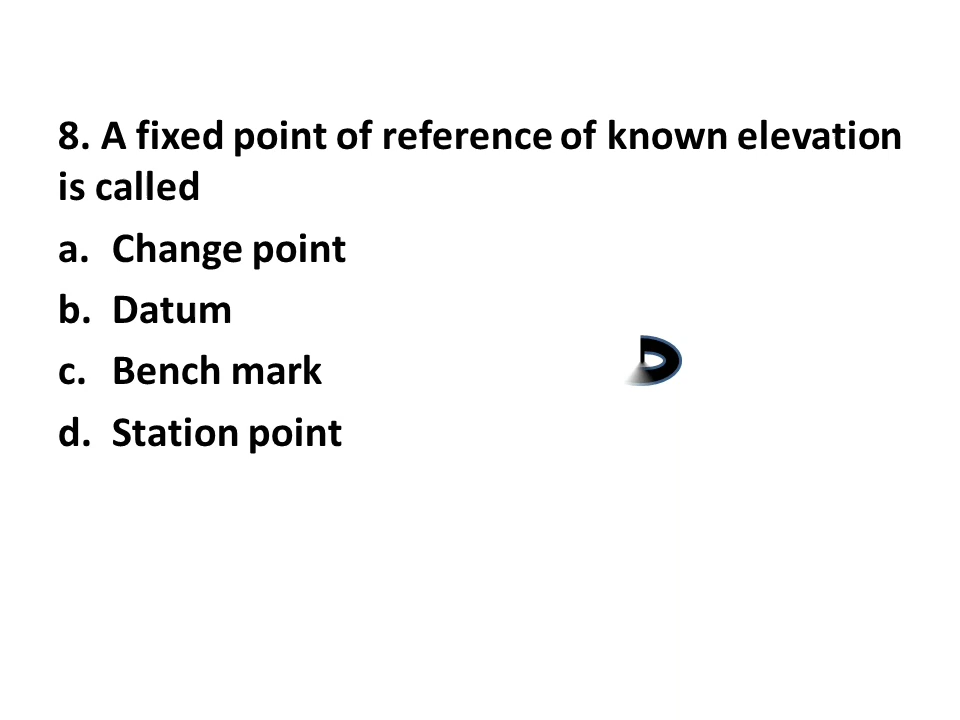 8. A fixed point of reference of known elevation
is called
a. Change point
b. Datum
c. Bench mark
d. Station point